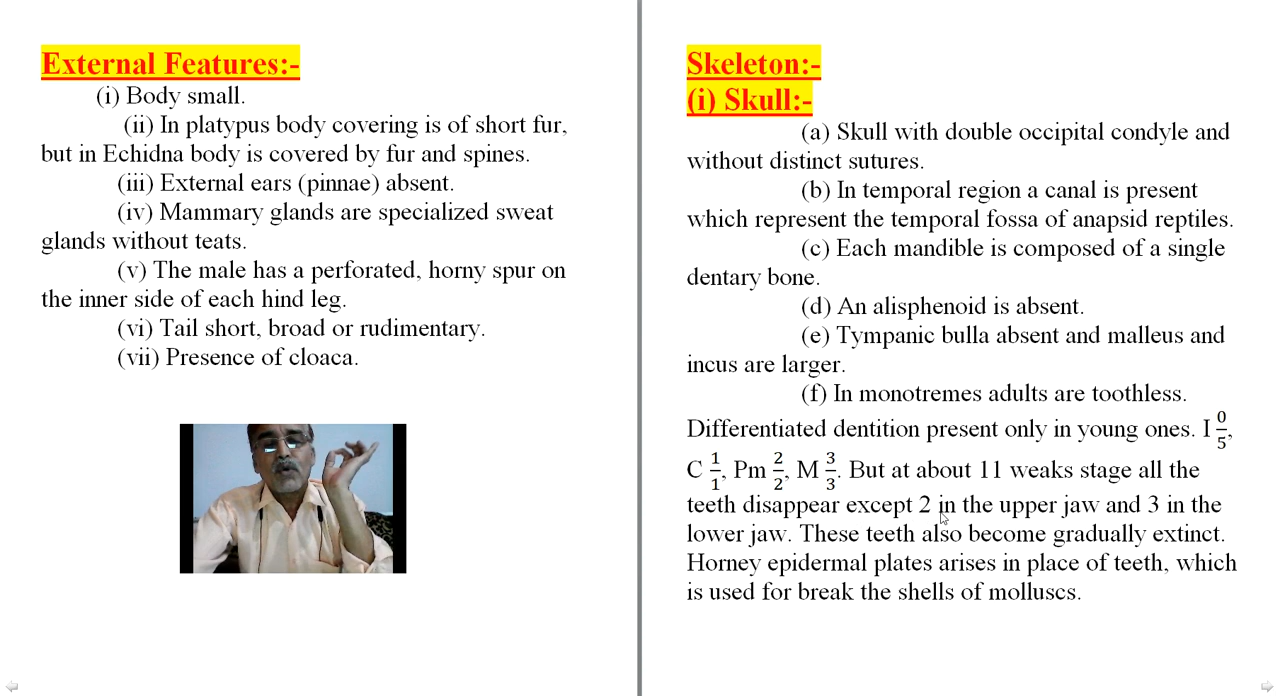 External Features:-
(i) Body small.
(ii) In platypus body covering is of short fur,
but in Echidna body is covered by fur and spines.
(iii) External ears (pinnae) absent.
(iv) Mammary glands are specialized sweat
glands without teats.
(v) The male has a perforated, horny spur on
the inner side of each hind leg.
(vi) Tail short, broad or rudimentary.
(vii) Presence of cloaca.
Skeleton:-
(i) Skull:-
(a) Skull with double occipital condyle and
without distinct sutures.
(b) In temporal region a canal is present
which represent the temporal fossa of anapsid reptiles.
(c) Each mandible is composed of a single
dentary bone.
(d) An alisphenoid is absent.
(e) Tympanic bulla absent and malleus and
incus are larger.
(f) In monotremes adults are toothless.
Differentiated dentition present only in young ones. I 0/5,
C 1/1, Pm 2/2, M 3/3. But at about 11 weaks stage all the
teeth disappear except 2 in the upper jaw and 3 in the
lower jaw. These teeth also become gradually extinct.
Horney epidermal plates arises in place of teeth, which
is used for break the shells of molluscs.